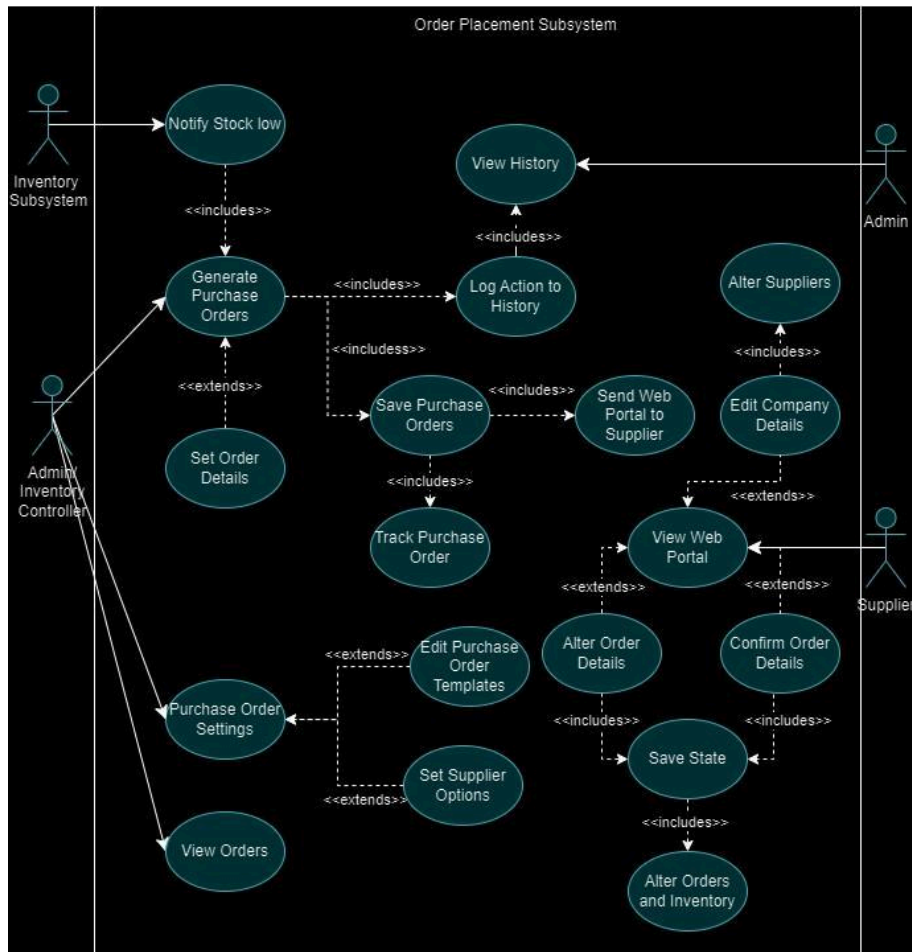 Order Placement Subsystem
Notify Stock low
Inventory
Subsystem
View History
Admin
<<includes>>
<<includes>>
Generate
Purchase
Orders
<<includes>>
Log Action to
History
Alter Suppliers
<<includess>>
<<includes>>
<<extends>>
<<includes>>
Save Purchase
Orders
Send Web
Portal to
Supplier
Edit Company
Details
Set Order
Details
Admin/
Inventory
Controller
<<includes>>
<<extends>>
Track Purchase
Order
View Web
Portal
<<extends>>
<<extends>>
Supplier
Alter Order
Details
Confirm Order
Details
<<extends>>
Edit Purchase
Order
Templates
Purchase Order
Settings
<<includes>>
<<includes>>
Save State
Set Supplier
Options
<<extends>>
<<includes>>
View Orders
Alter Orders
and Inventory